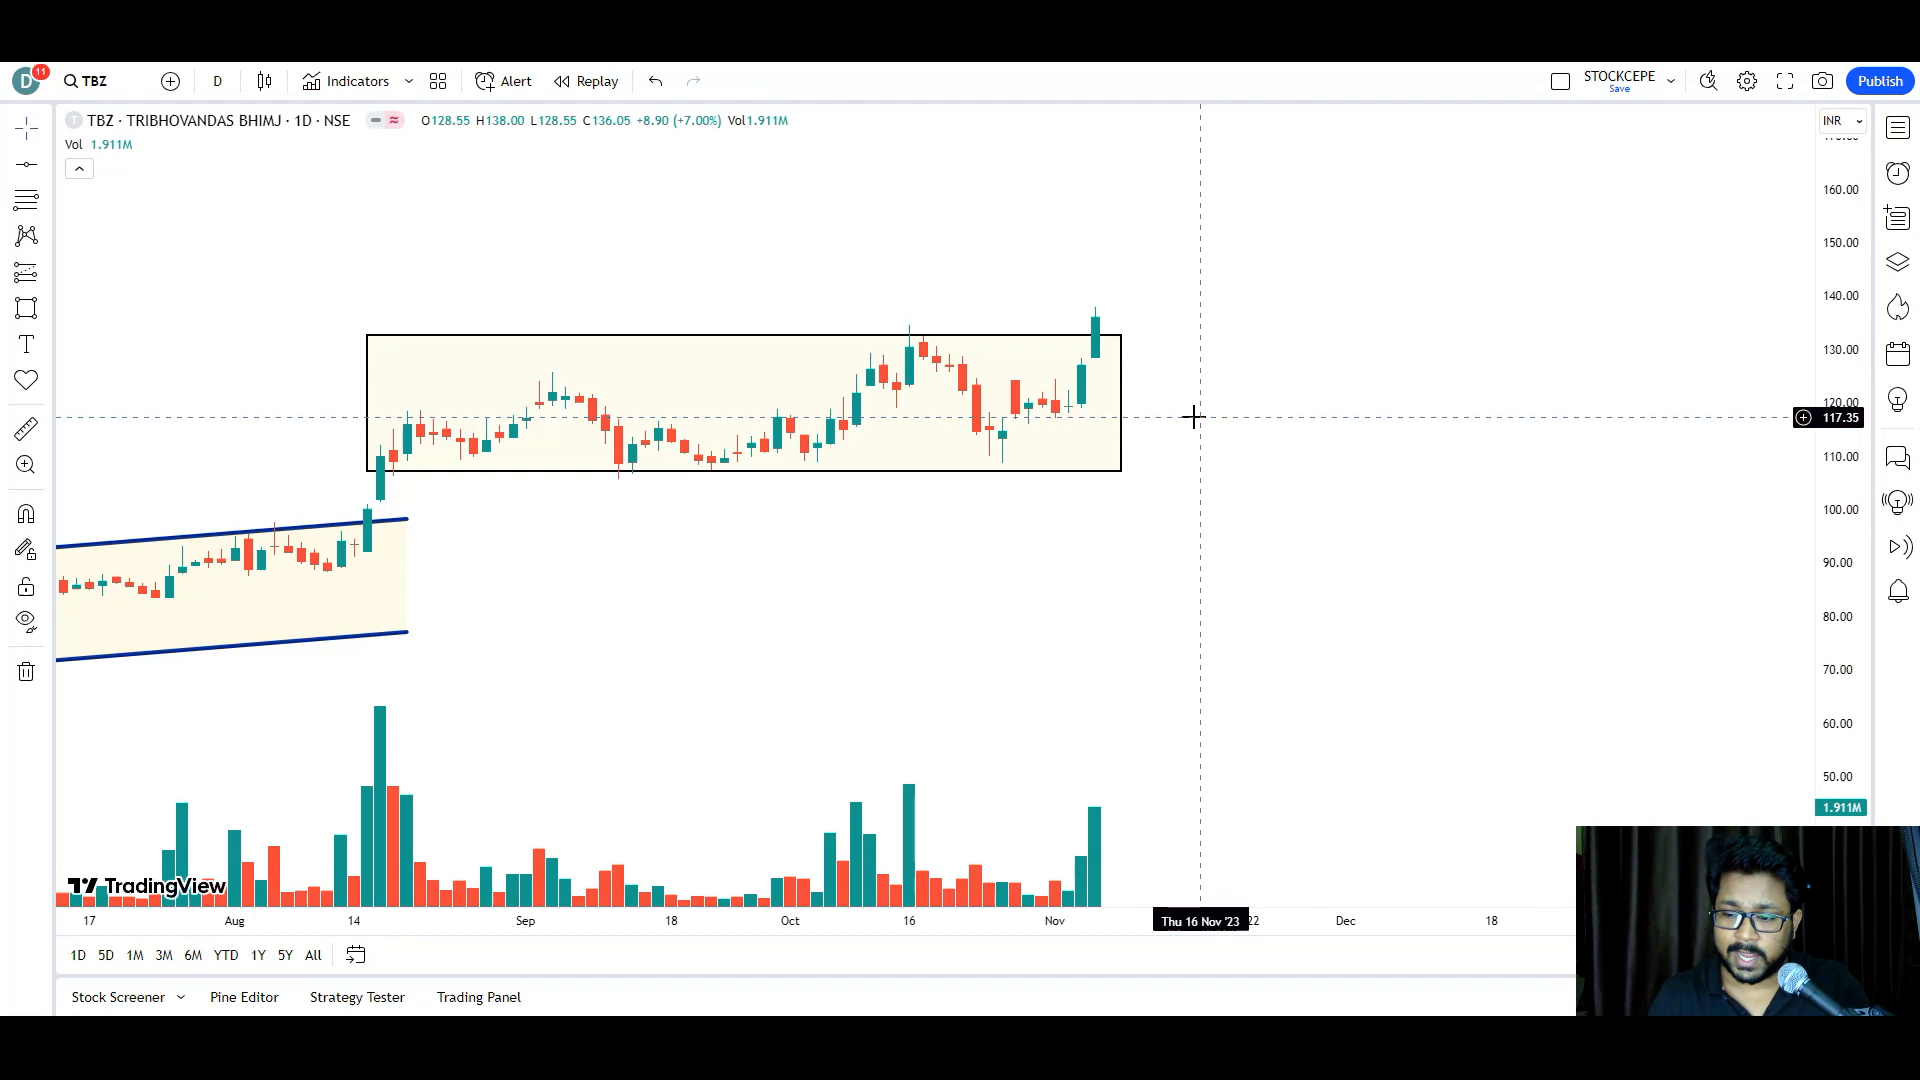 D 11 TBZ D Indicators Alert Replay STOCKCEPE Save Publish
TBZ · TRIBHOVANDAS BHIMJ · 1D · NSE O128.55 H138.00 L128.55 C136.05 +8.90 (+7.00%) Vol1.911M
INR
Vol 1.911M
160.00
150.00
140.00
130.00
120.00
117.35
110.00
100.00
90.00
80.00
70.00
60.00
50.00
1.911M
TradingView
17 Aug 14 Sep 18 Oct 16 Nov Thu 16 Nov '23 22 Dec 18
1D 5D 1M 3M 6M YTD 1Y 5Y All
Stock Screener Pine Editor Strategy Tester Trading Panel